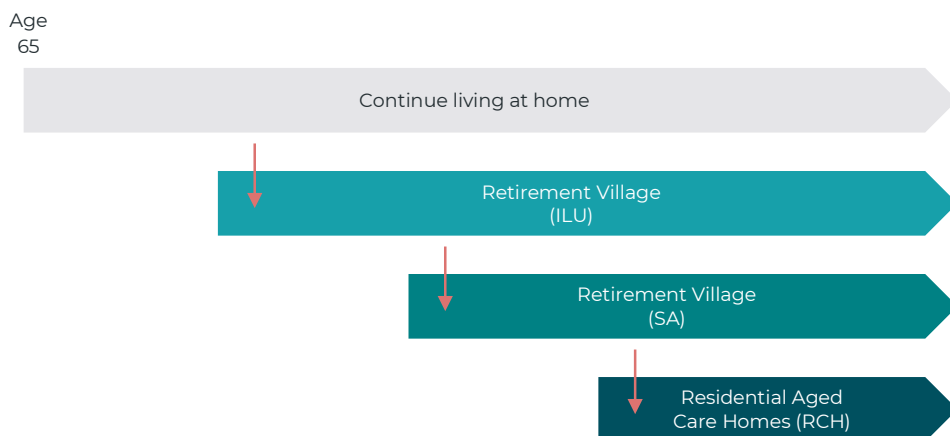 Age
65
Continue living at home
Retirement Village
(ILU)
Retirement Village
(SA)
Residential Aged
Care Homes (RCH)